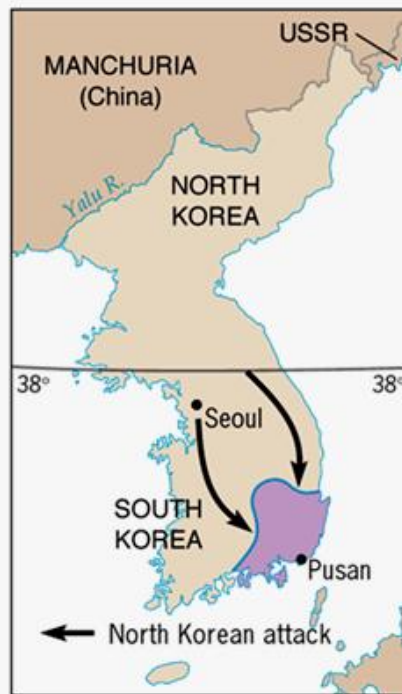 USSR
MANCHURIA
(China)
Yalu R.
NORTH
KOREA
38°
38°
Seoul
SOUTH
KOREA
Pusan
North Korean attack